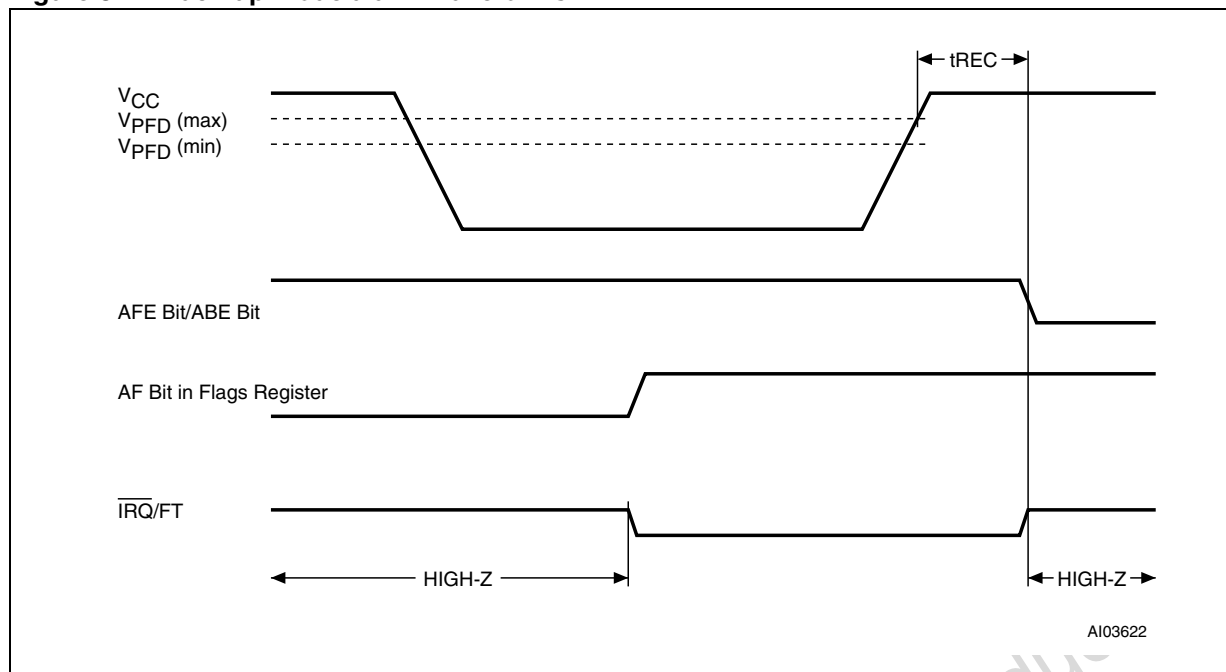 tREC
VCC
VPFD (max)
VPFD (min)
AFE Bit/ABE Bit
AF Bit in Flags Register
IRQ/FT
HIGH-Z
HIGH-Z
AI03622